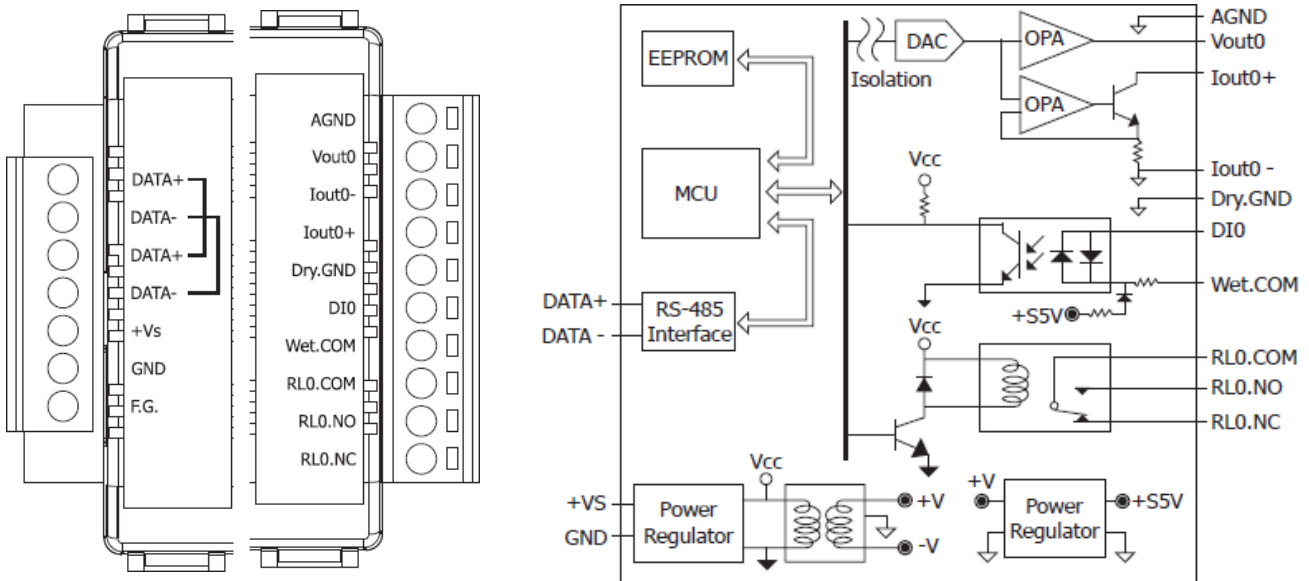 DATA+
DATA-
DATA+
DATA-
+Vs
GND
F.G.
AGND
Vout0
Iout0-
Iout0+
Dry.GND
DI0
Wet.COM
RL0.COM
RL0.NO
RL0.NC
EEPROM
MCU
DATA+
DATA -
RS-485
Interface
Isolation
DAC
OPA
OPA
AGND
Vout0
Iout0+
Iout0 -
Dry.GND
DI0
Wet.COM
Vcc
+S5V
Vcc
RL0.COM
RL0.NO
RL0.NC
+VS
GND
Power
Regulator
Vcc
+V
-V
+V
Power
Regulator
+S5V